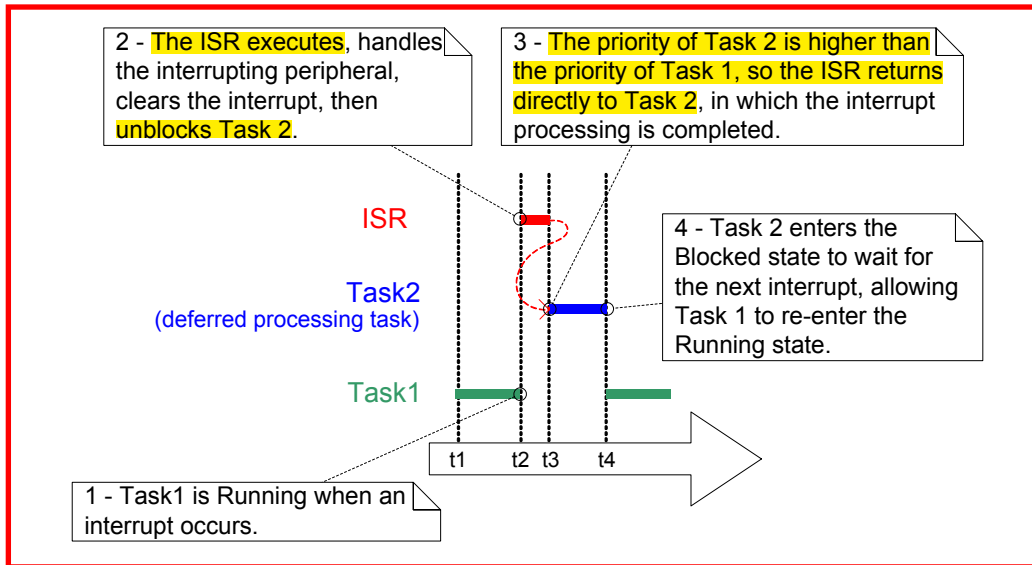 2 - The ISR executes, handles
the interrupting peripheral,
clears the interrupt, then
unblocks Task 2.
3 - The priority of Task 2 is higher than
the priority of Task 1, so the ISR returns
directly to Task 2, in which the interrupt
processing is completed.
ISR
Task2
(deferred processing task)
4 - Task 2 enters the
Blocked state to wait for
the next interrupt, allowing
Task 1 to re-enter the
Running state.
Task1
t1 t2 t3 t4
1 - Task1 is Running when an
interrupt occurs.